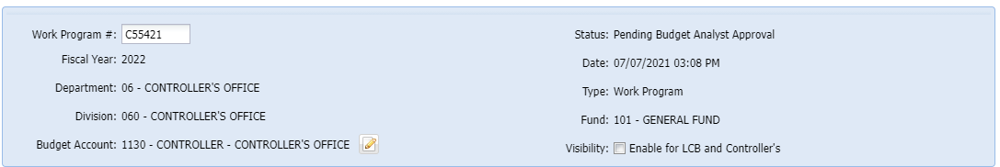 Work Program #: C55421
Fiscal Year: 2022
Department: 06 - CONTROLLER'S OFFICE
Division: 060 - CONTROLLER'S OFFICE
Budget Account: 1130 - CONTROLLER - CONTROLLER'S OFFICE
Status: Pending Budget Analyst Approval
Date: 07/07/2021 03:08 PM
Type: Work Program
Fund: 101 - GENERAL FUND
Visibility: Enable for LCB and Controller's